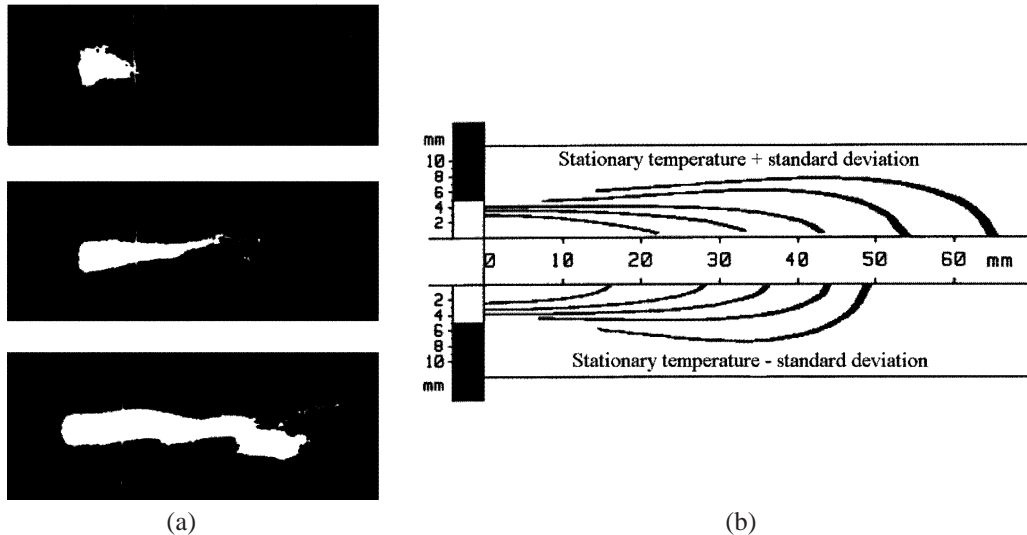 mm
10
8
6
4
2
Stationary temperature + standard deviation
0 10 20 30 40 50 60 mm
2
4
6
8
10
mm
Stationary temperature - standard deviation
(a)
(b)